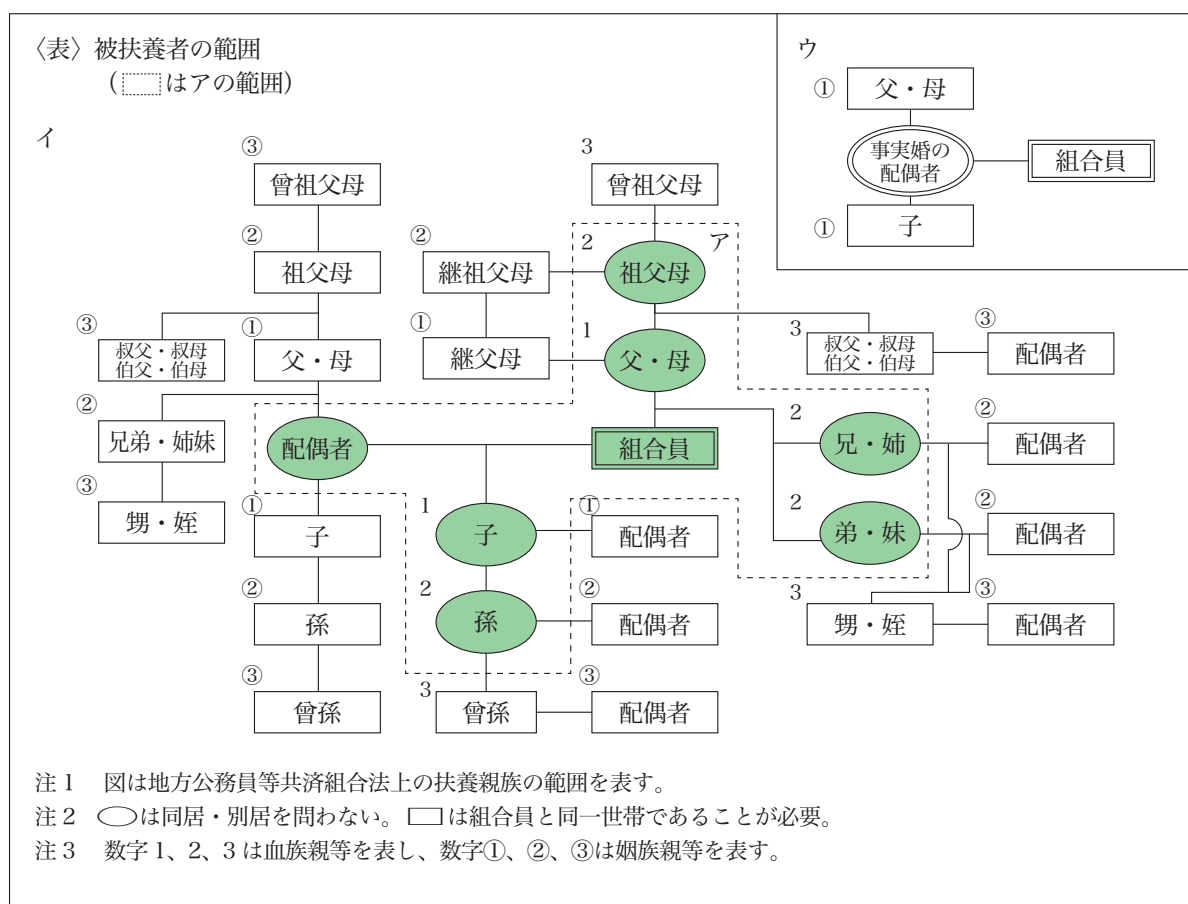 〈表〉被扶養者の範囲
(　　はアの範囲)
イ
ウ
①
父・母
事実婚の
配偶者
組合員
①
子
③
曾祖父母
3
曾祖父母
②
祖父母
②
継祖父母
2
祖父母
ア
③
叔父・叔母
伯父・伯母
①
父・母
①
継父母
1
父・母
3
叔父・叔母
伯父・伯母
③
配偶者
②
兄弟・姉妹
配偶者
組合員
2
兄・姉
②
配偶者
③
甥・姪
①
子
1
子
①
配偶者
2
弟・妹
②
配偶者
②
孫
2
孫
②
配偶者
3
甥・姪
③
配偶者
③
曾孫
3
曾孫
③
配偶者
注1　図は地方公務員等共済組合法上の扶養親族の範囲を表す。
注2　　は同居・別居を問わない。　は組合員と同一世帯であることが必要。
注3　数字1、2、3は血族親等を表し、数字①、②、③は姻族親等を表す。